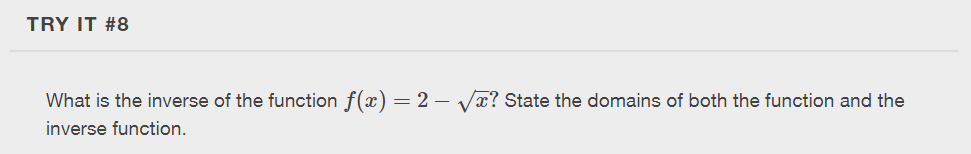 TRY IT #8
What is the inverse of the function f(x) = 2 − √x? State the domains of both the function and the
inverse function.